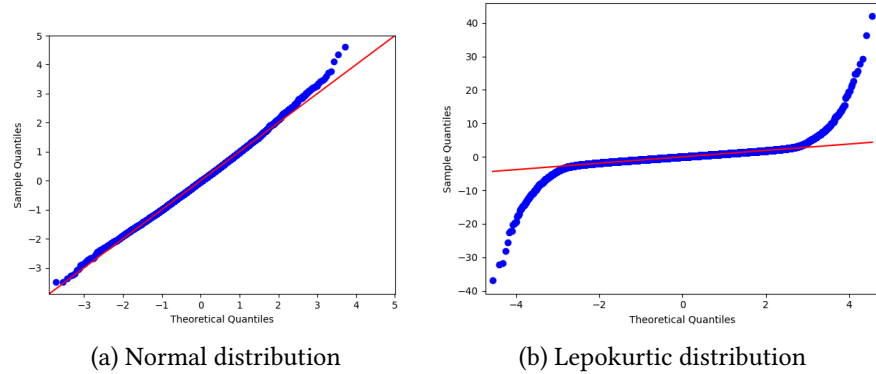 5
4
3
2
1
0
−1
−2
−3
Sample Quantiles
−3 −2 −1 0 1 2 3 4 5
Theoretical Quantiles
(a) Normal distribution
40
30
20
10
0
−10
−20
−30
−40
Sample Quantiles
−4 −2 0 2 4
Theoretical Quantiles
(b) Lepokurtic distribution